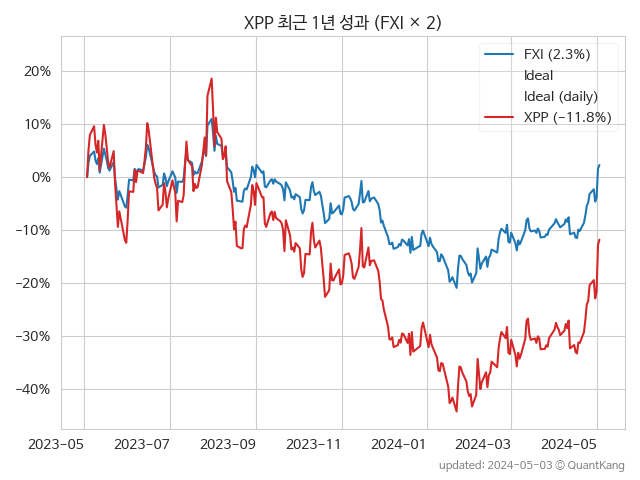 XPP 최근 1년 성과 (FXI × 2)
FXI (2.3%)
Ideal
Ideal (daily)
XPP (−11.8%)
20%
10%
0%
−10%
−20%
−30%
−40%
2023−05 2023−07 2023−09 2023−11 2024−01 2024−03 2024−05
updated: 2024-05-03 © QuantKang